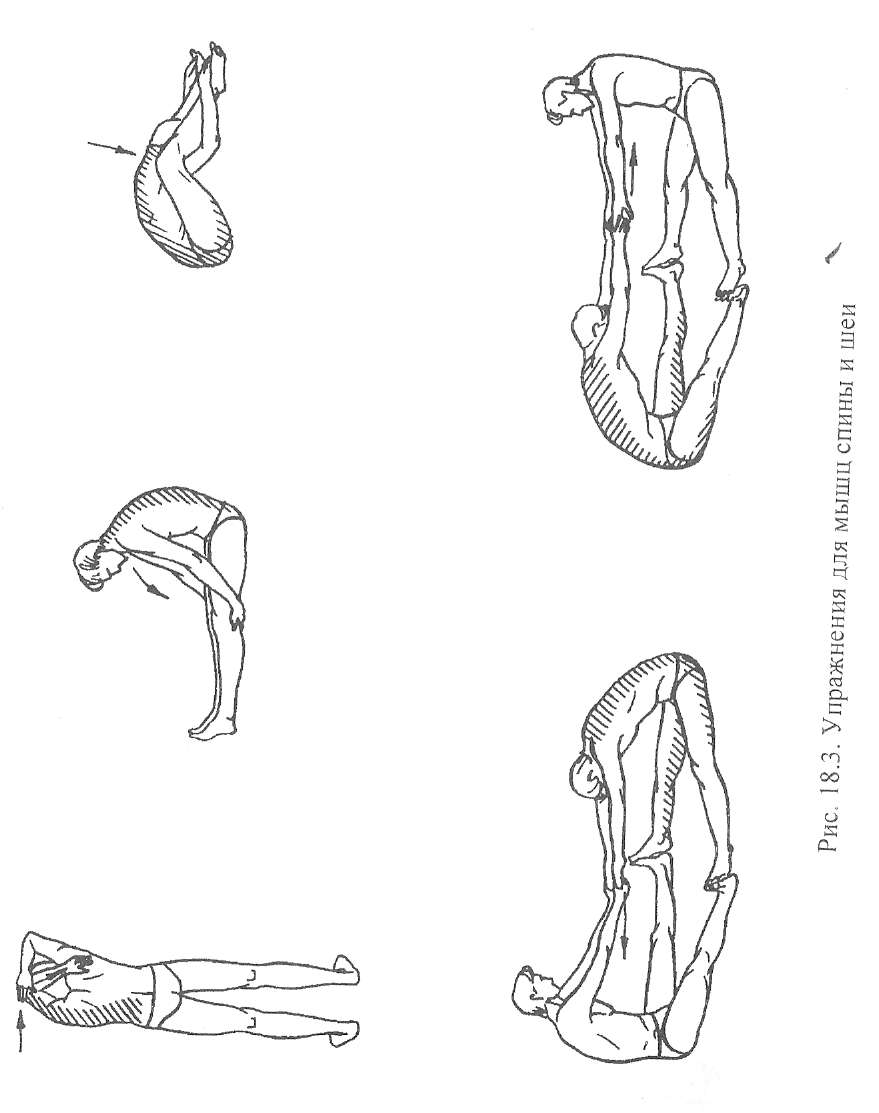 Рис. 18.3. Упражнения для мышц спины и шеи